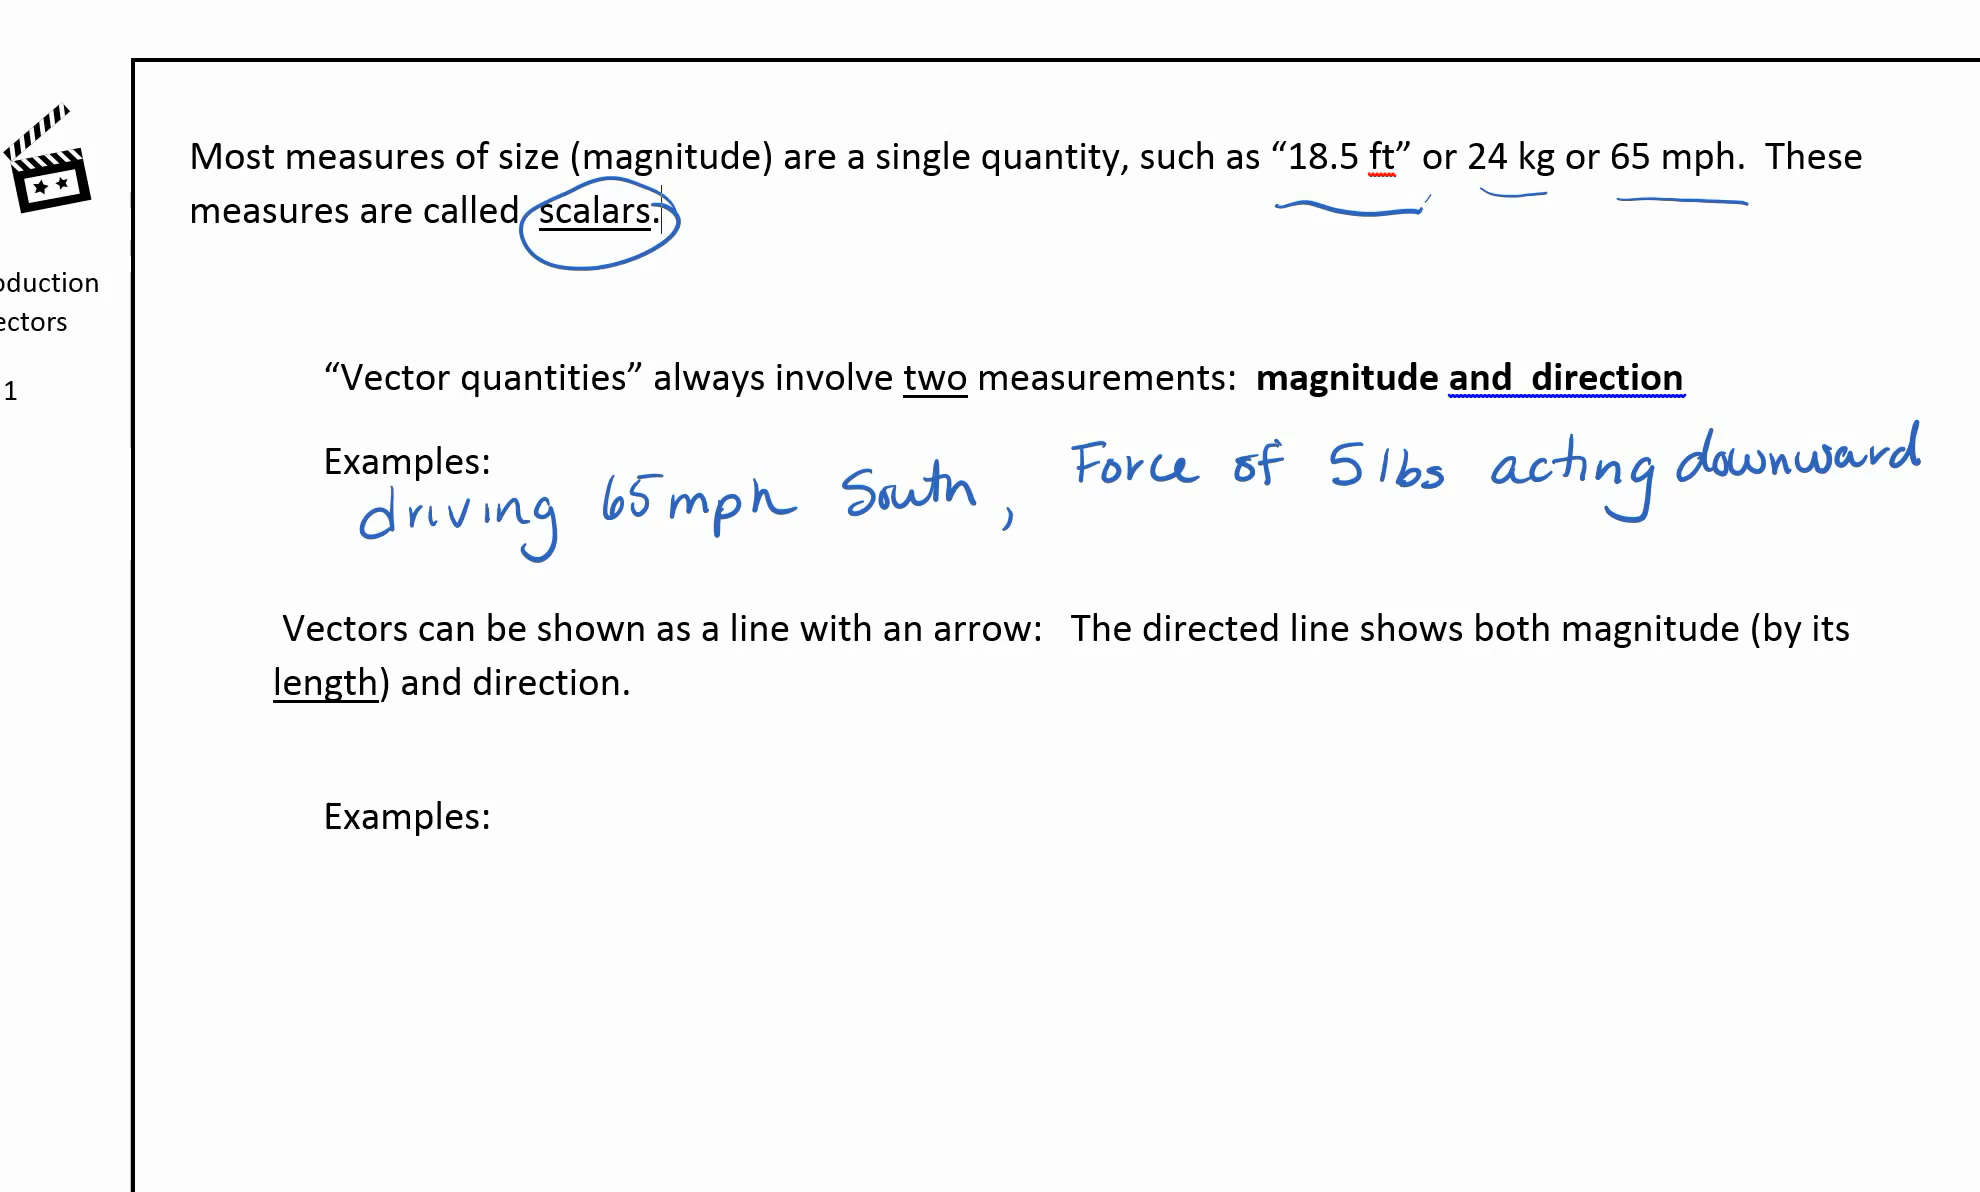 Most measures of size (magnitude) are a single quantity, such as “18.5 ft” or 24 kg or 65 mph. These
measures are called scalars.
oduction
ectors
1
“Vector quantities” always involve two measurements: magnitude and direction
Examples:
driving 65 mph South, Force of 5 lbs acting downward
Vectors can be shown as a line with an arrow: The directed line shows both magnitude (by its
length) and direction.
Examples: